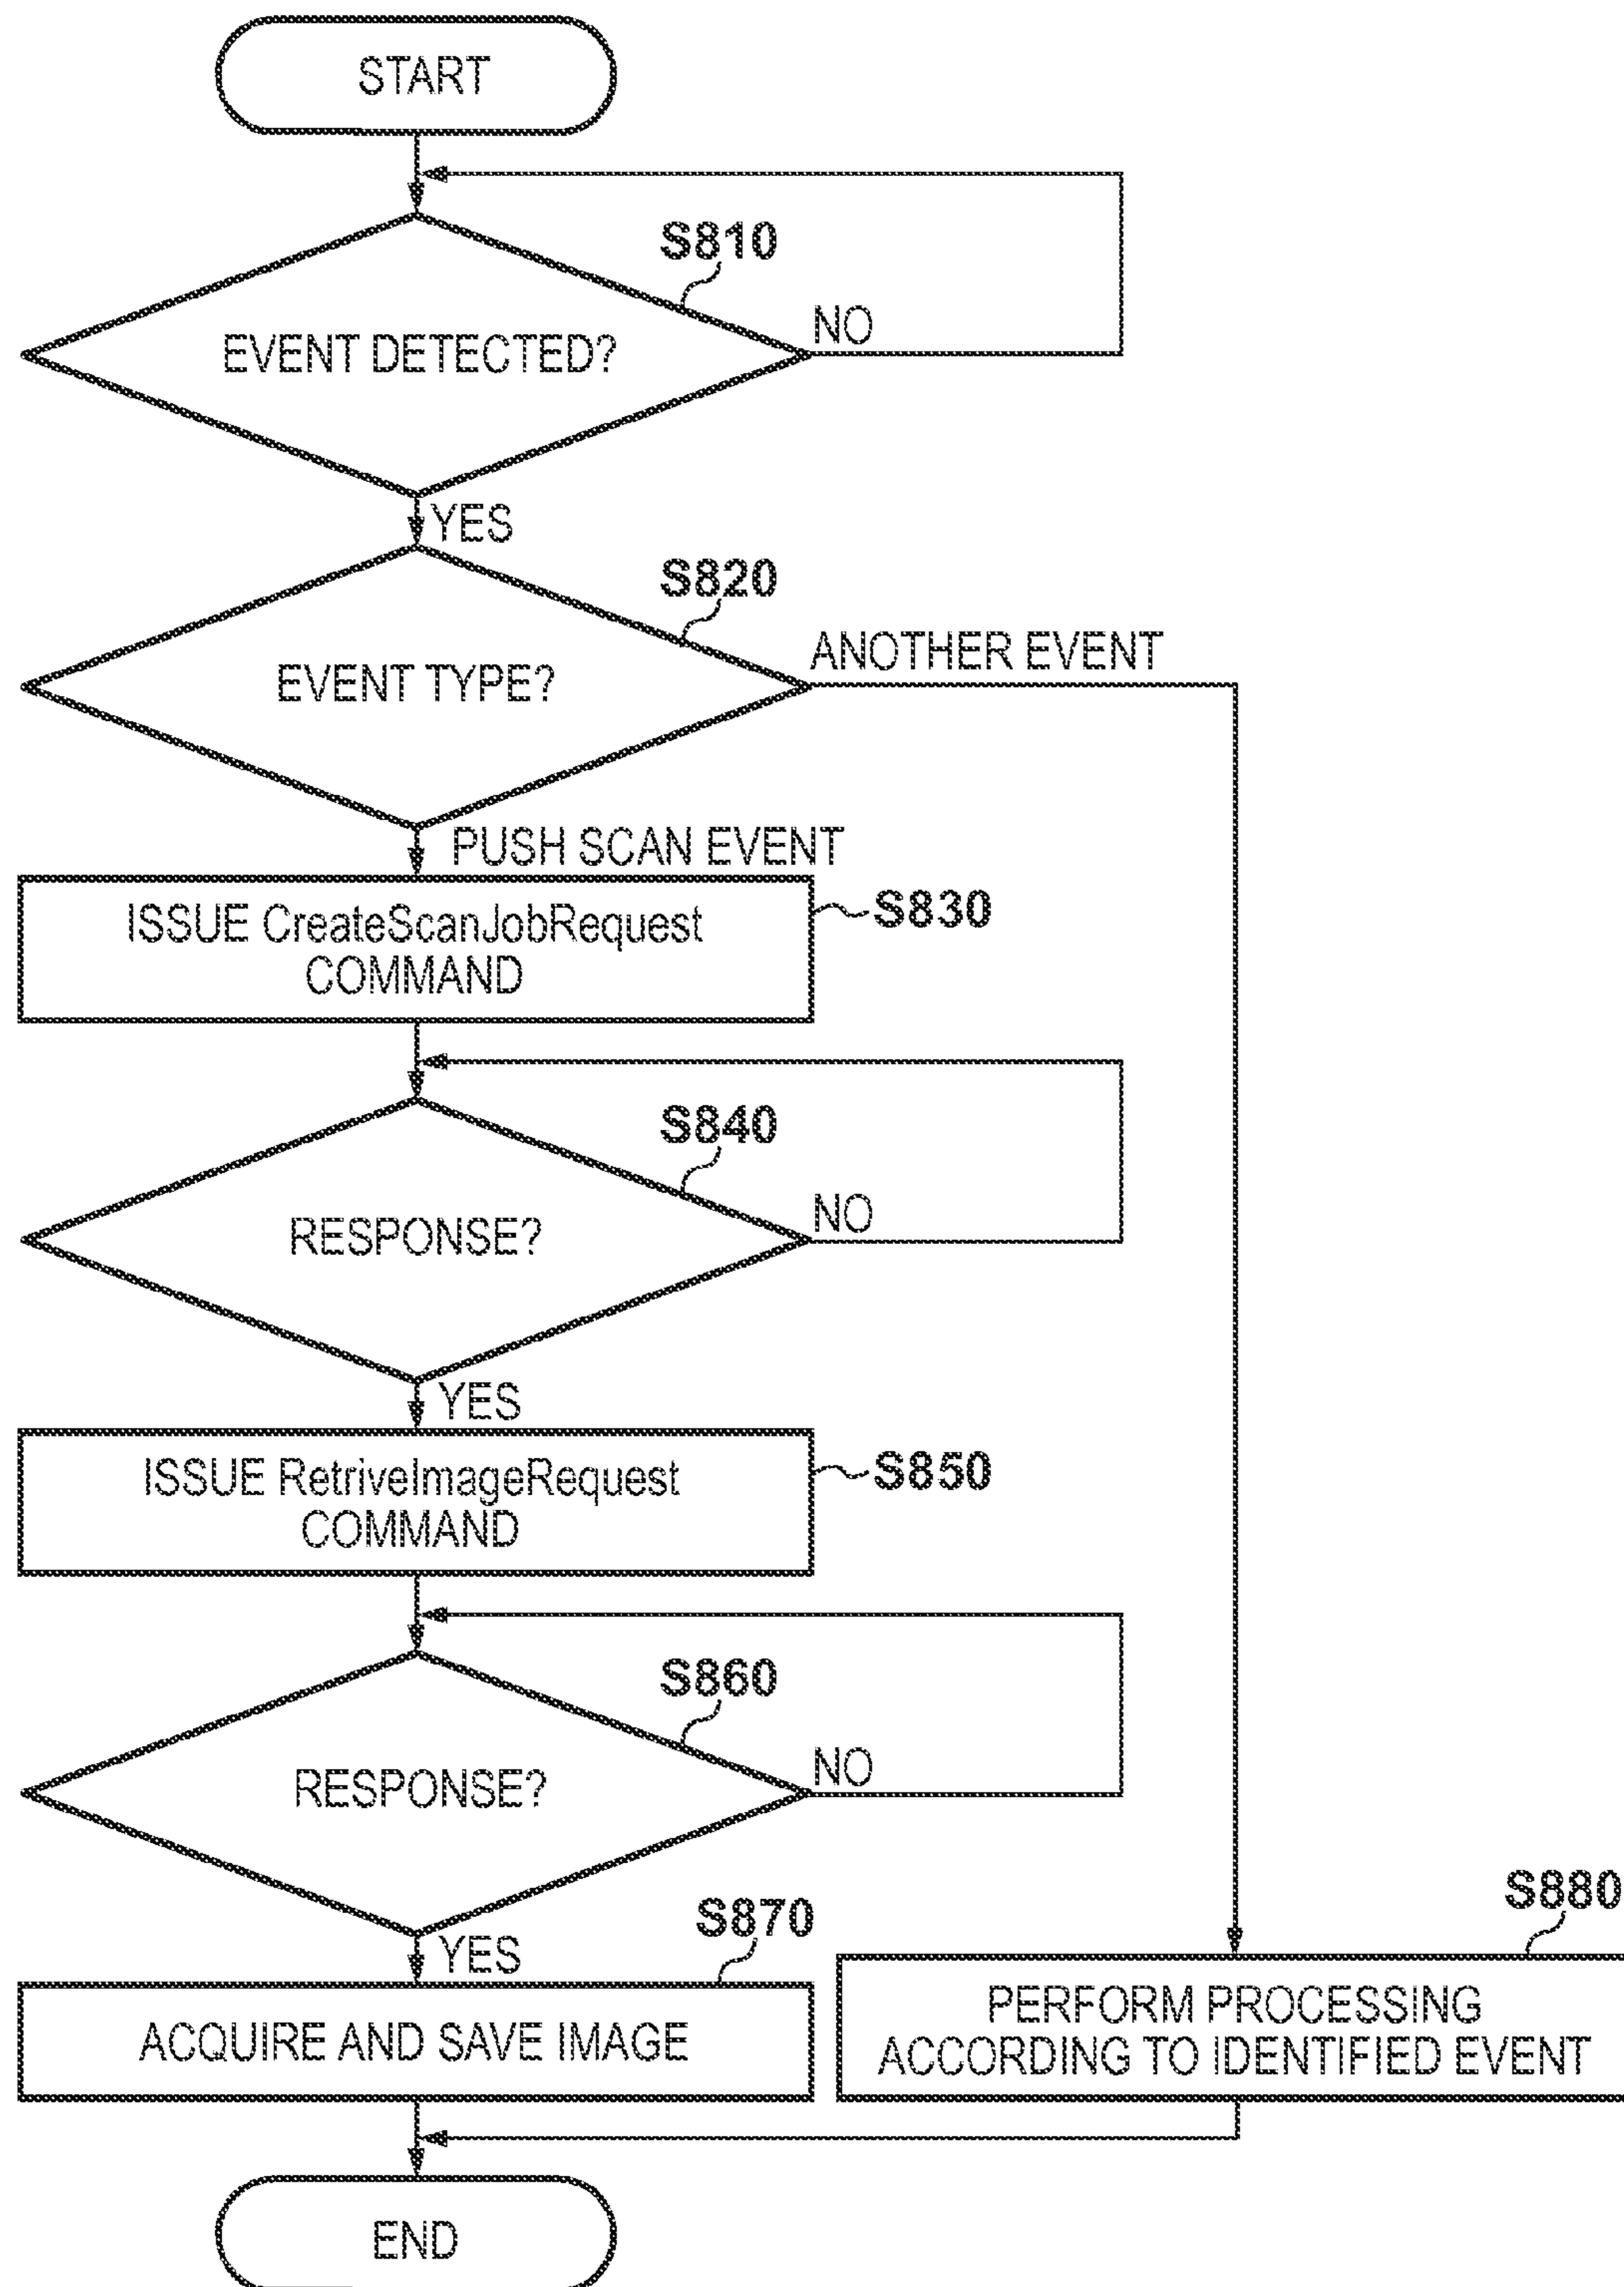 START
S810
EVENT DETECTED?
NO
YES
S820
EVENT TYPE?
ANOTHER EVENT
PUSH SCAN EVENT
ISSUE CreateScanJobRequest
COMMAND
S830
S840
RESPONSE?
NO
YES
ISSUE RetriveImageRequest
COMMAND
S850
S860
RESPONSE?
NO
YES
S870
ACQUIRE AND SAVE IMAGE
S880
PERFORM PROCESSING
ACCORDING TO IDENTIFIED EVENT
END